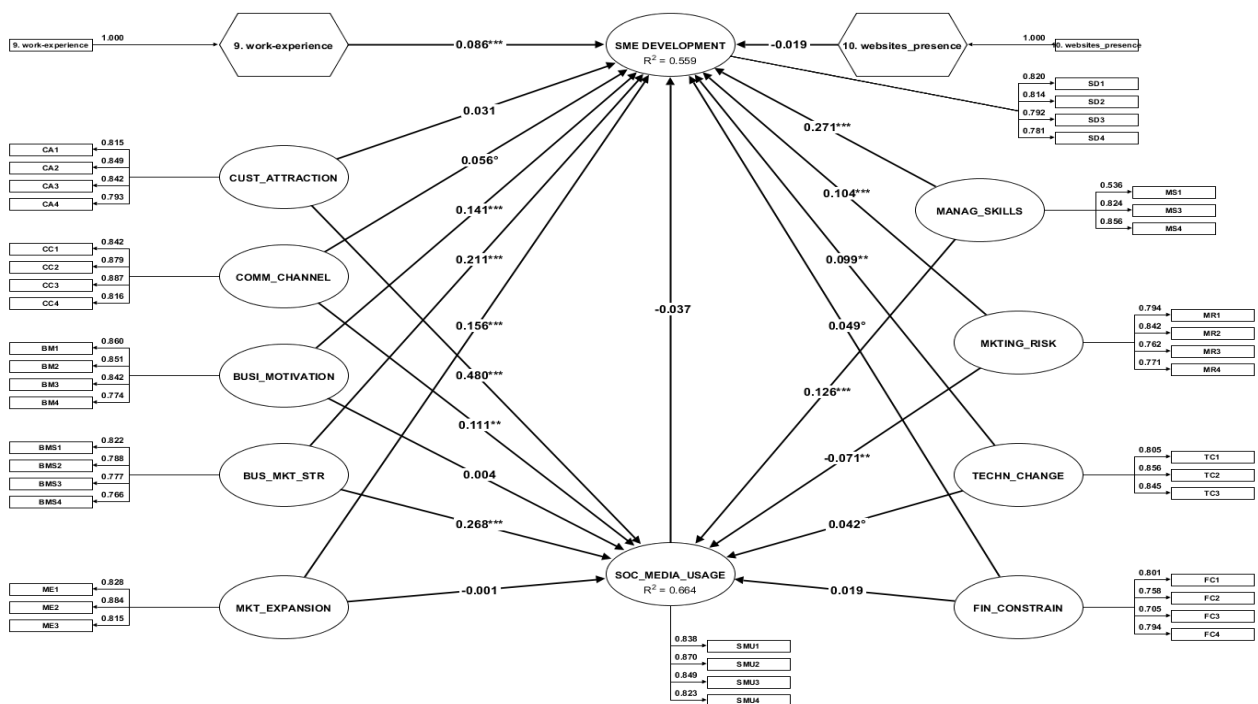 9. work-experience
1.000
9. work-experience
0.086***
SME DEVELOPMENT
R² = 0.559
-0.019
10. websites_presence
1.000
10. websites_presence
0.820
SD1
0.814
SD2
0.792
SD3
0.781
SD4
0.031
0.271***
CA1
0.815
CA2
0.849
CA3
0.842
CA4
0.793
CUST_ATTRACTION
0.056°
0.104***
MANAG_SKILLS
0.536
MS1
0.824
MS3
0.856
MS4
0.141***
CC1
0.842
CC2
0.879
CC3
0.887
CC4
0.816
COMM_CHANNEL
0.211***
0.099**
-0.037
0.156***
0.049°
MKTING_RISK
0.794
MR1
0.842
MR2
0.762
MR3
0.771
MR4
BM1
0.860
BM2
0.851
BM3
0.842
BM4
0.774
BUSI_MOTIVATION
0.480***
0.126***
0.111**
-0.071**
BMS1
0.822
BMS2
0.788
BMS3
0.777
BMS4
0.766
BUS_MKT_STR
0.004
TECHN_CHANGE
0.805
TC1
0.856
TC2
0.845
TC3
0.268***
0.042°
SOC_MEDIA_USAGE
R² = 0.664
ME1
0.828
ME2
0.884
ME3
0.815
MKT_EXPANSION
-0.001
0.019
FIN_CONSTRAIN
0.801
FC1
0.758
FC2
0.705
FC3
0.794
FC4
0.838
SMU1
0.870
SMU2
0.849
SMU3
0.823
SMU4